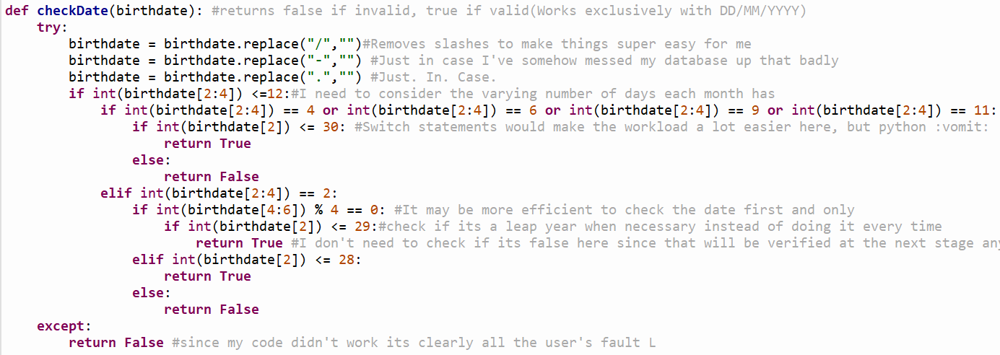 def checkDate(birthdate): #returns false if invalid, true if valid(Works exclusively with DD/MM/YYYY)
    try:
        birthdate = birthdate.replace("/","")#Removes slashes to make things super easy for me
        birthdate = birthdate.replace("-","") #Just in case I've somehow messed my database up that badly
        birthdate = birthdate.replace(".","") #Just. In. Case.
        if int(birthdate[2:4]) <=12:#I need to consider the varying number of days each month has
            if int(birthdate[2:4]) == 4 or int(birthdate[2:4]) == 6 or int(birthdate[2:4]) == 9 or int(birthdate[2:4]) == 11:
                if int(birthdate[2]) <= 30: #Switch statements would make the workload a lot easier here, but python :vomit:
                    return True
                else:
                    return False
            elif int(birthdate[2:4]) == 2:
                if int(birthdate[4:6]) % 4 == 0: #It may be more efficient to check the date first and only
                    if int(birthdate[2]) <= 29:#check if its a leap year when necessary instead of doing it every time
                        return True #I don't need to check if its false here since that will be verified at the next stage
                elif int(birthdate[2]) <= 28:
                    return True
                else:
                    return False
    except:
        return False #since my code didn't work its clearly all the user's fault L